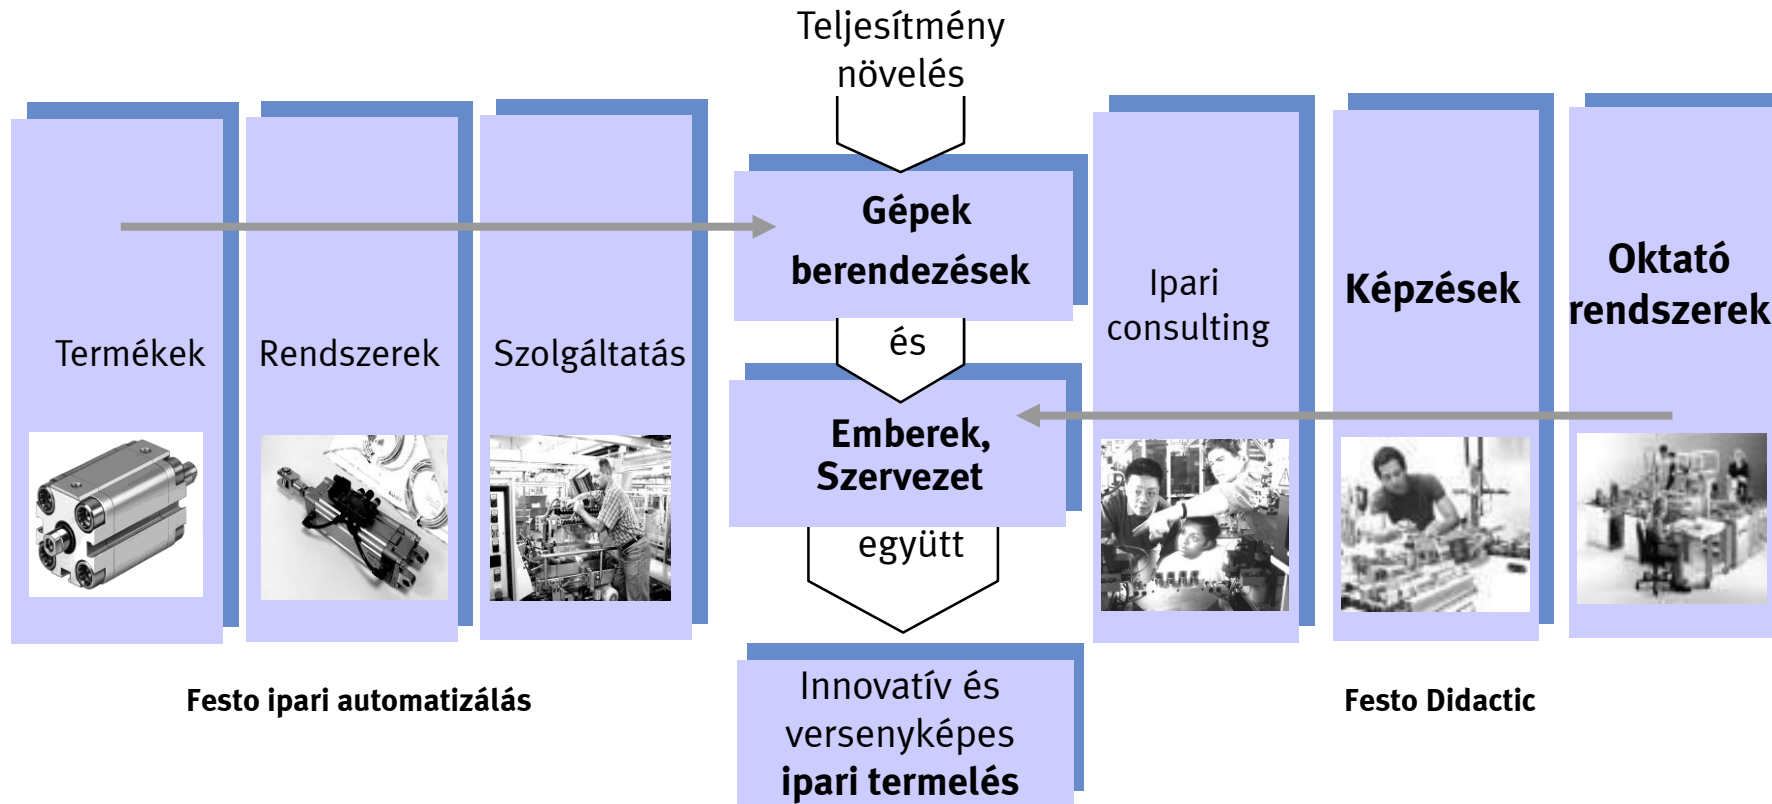 Teljesítmény
növelés
Termékek
Rendszerek
Szolgáltatás
Gépek
berendezések
és
Emberek,
Szervezet
együtt
Innovatív és
versenyképes
ipari termelés
Ipari
consulting
Képzések
Oktató
rendszerek
Festo ipari automatizálás
Festo Didactic